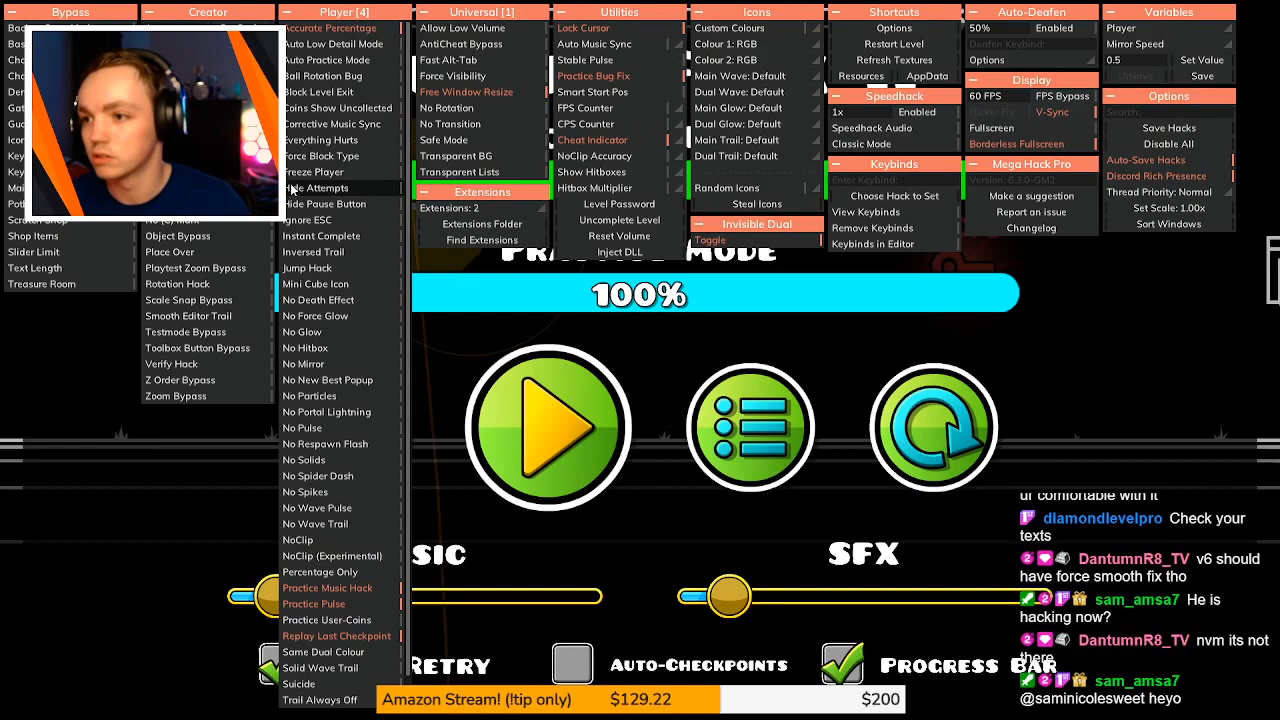 Bypass
Slider Limit
Shop Items
Text Length
Treasure Room
Creator
Object Bypass
Place Over
Playtest Zoom Bypass
Rotation Hack
Scale Snap Bypass
Smooth Editor Trail
Testmode Bypass
Toolbox Button Bypass
Verify Hack
Z Order Bypass
Zoom Bypass
Player [4]
Accurate Percentage
Auto Low Detail Mode
Auto Practice Mode
Ball Rotation Bug
Block Level Exit
Coins Show Uncollected
Corrective Music Sync
Everything Hurts
Force Block Type
Freeze Player
Hide Attempts
Hide Pause Button
Ignore ESC
Instant Complete
Inversed Trail
Jump Hack
Mini Cube Icon
No Death Effect
No Force Glow
No Glow
No Hitbox
No Mirror
No New Best Popup
No Particles
No Portal Lightning
No Pulse
No Respawn Flash
No Solids
No Spider Dash
No Spikes
No Wave Pulse
No Wave Trail
NoClip
NoClip (Experimental)
Percentage Only
Practice Music Hack
Practice Pulse
Practice User-Coins
Replay Last Checkpoint
Same Dual Colour
Solid Wave Trail
Suicide
Trail Always Off
Universal [1]
Allow Low Volume
AntiCheat Bypass
Fast Alt-Tab
Force Visibility
Free Window Resize
No Rotation
No Transition
Safe Mode
Transparent BG
Transparent Lists
Extensions
Extensions: 2
Extensions Folder
Find Extensions
Utilities
Lock Cursor
Auto Music Sync
Stable Pulse
Practice Bug Fix
Smart Start Pos
FPS Counter
CPS Counter
Cheat Indicator
NoClip Accuracy
Show Hitboxes
Hitbox Multiplier
Level Password
Uncomplete Level
Reset Volume
Inject DLL
Icons
Custom Colours
Colour 1: RGB
Colour 2: RGB
Main Wave: Default
Dual Wave: Default
Main Glow: Default
Dual Glow: Default
Main Trail: Default
Dual Trail: Default
Random Icons
Steal Icons
Invisible Dual
Toggle
Shortcuts
Options
Restart Level
Refresh Textures
Resources AppData
Speedhack
1x Enabled
Speedhack Audio
Classic Mode
Keybinds
Enter Keybind:
Choose Hack to Set
View Keybinds
Remove Keybinds
Keybinds in Editor
Auto-Deafen
50% Enabled
Deafen Keybind:
Options
Display
60 FPS FPS Bypass
Flicker Fix V-Sync
Fullscreen
Borderless Fullscreen
Mega Hack Pro
Version: 6.3.0-GM2
Make a suggestion
Report an issue
Changelog
Variables
Player
Mirror Speed
0.5 Set Value
Unsave Save
Options
Search:
Save Hacks
Disable All
Auto-Save Hacks
Discord Rich Presence
Thread Priority: Normal
Set Scale: 1.00x
Sort Windows
PRACTICE MODE
100%
SIC
SFX
RETRY
AUTO-CHECKPOINTS
PROGRESS BAR
ur comfortable with it
dlamondlevelpro Check your
texts
DantumnR8_TV v6 should
have force smooth fix tho
sam_amsa7 He is
hacking now?
DantumnR8_TV nvm its not
there
sam_amsa7
@saminicolesweet heyo
Amazon Stream! (!tip only) $129.22 $200